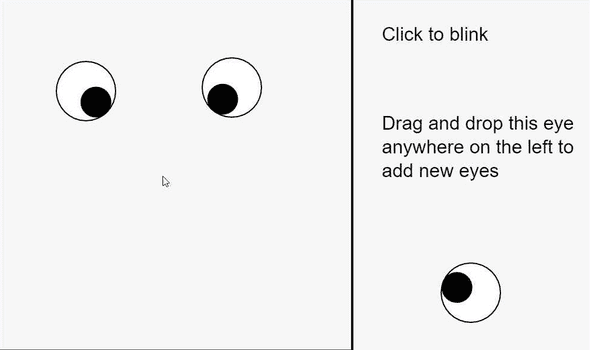 Click to blink
Drag and drop this eye
anywhere on the left to
add new eyes